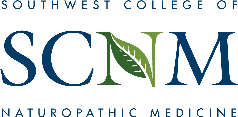 SOUTHWEST COLLEGE OF
SCNM
NATUROPATHIC MEDICINE